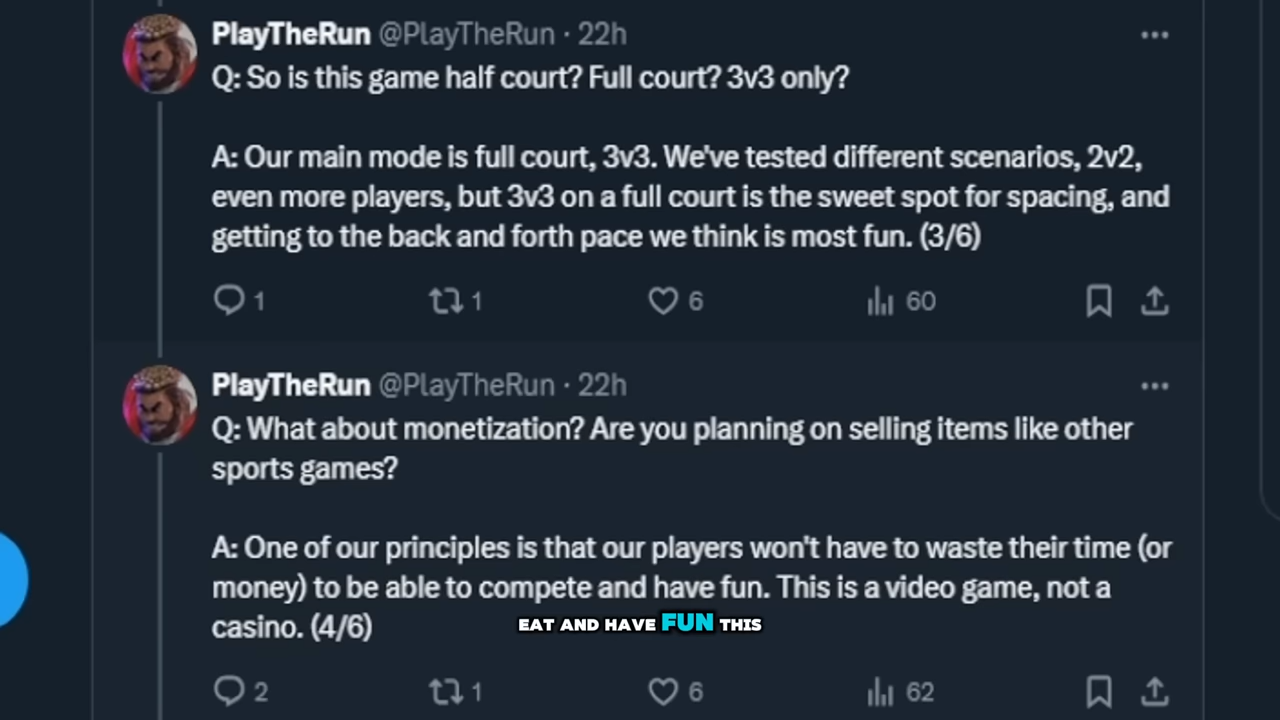 PlayTheRun @PlayTheRun · 22h
Q: So is this game half court? Full court? 3v3 only?
A: Our main mode is full court, 3v3. We've tested different scenarios, 2v2,
even more players, but 3v3 on a full court is the sweet spot for spacing, and
getting to the back and forth pace we think is most fun. (3/6)
1 1 6 60
PlayTheRun @PlayTheRun · 22h
Q: What about monetization? Are you planning on selling items like other
sports games?
A: One of our principles is that our players won't have to waste their time (or
money) to be able to compete and have fun. This is a video game, not a
casino. (4/6)
EAT AND HAVE FUN THIS
2 1 6 62